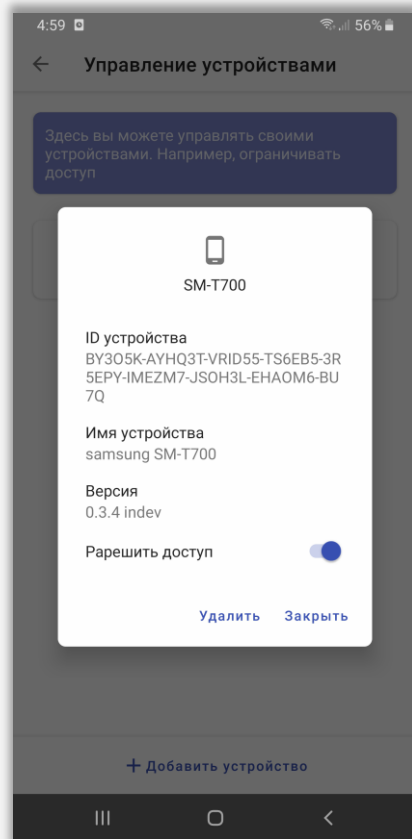 4:59 56%
Управление устройствами
Здесь вы можете управлять своими
устройствами. Например, ограничивать
доступ
SM-T700
ID устройства
BY3O5K-AYHQ3T-VRID55-TS6EB5-3R
5EPY-IMEZM7-JSOH3L-EHAOM6-BU
7Q
Имя устройства
samsung SM-T700
Версия
0.3.4 indev
Рарешить доступ
Удалить Закрыть
+ Добавить устройство